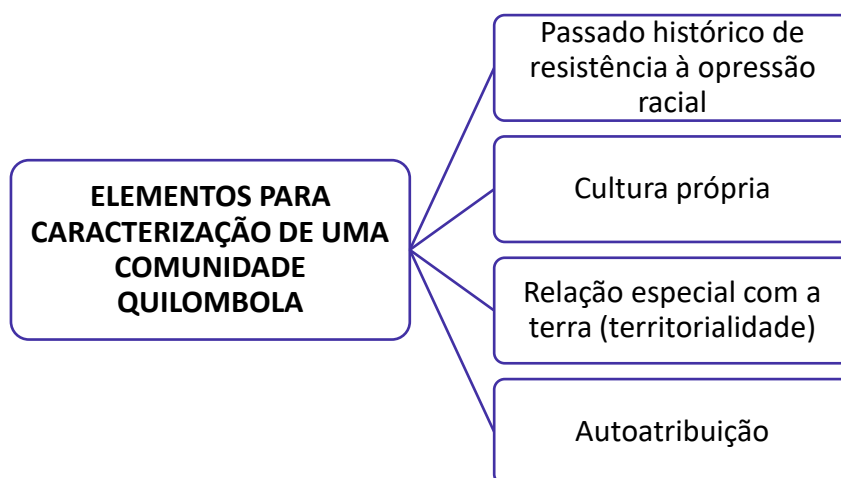 ELEMENTOS PARA
CARACTERIZAÇÃO DE UMA
COMUNIDADE
QUILOMBOLA
Passado histórico de
resistência à opressão
racial
Cultura própria
Relação especial com a
terra (territorialidade)
Autoatribuição